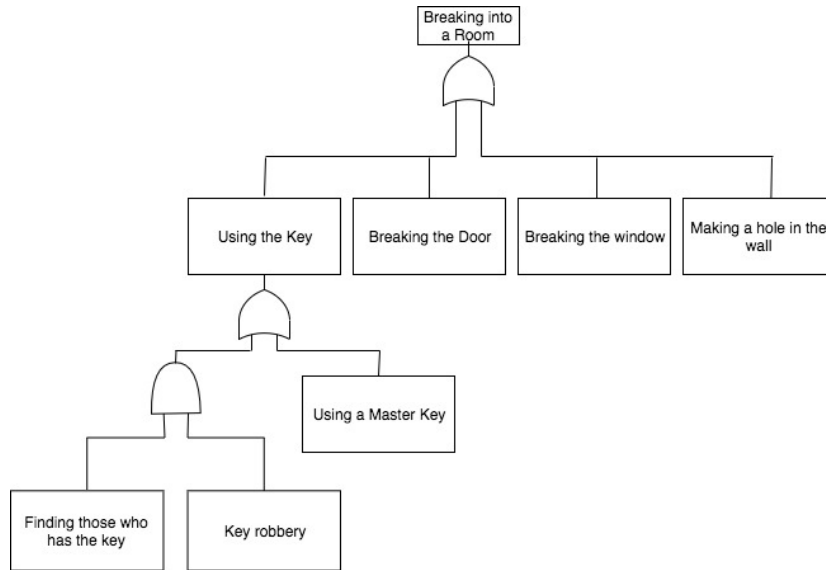 Breaking into
a Room
Using the Key
Breaking the Door
Breaking the window
Making a hole in the
wall
Using a Master Key
Finding those who
has the key
Key robbery